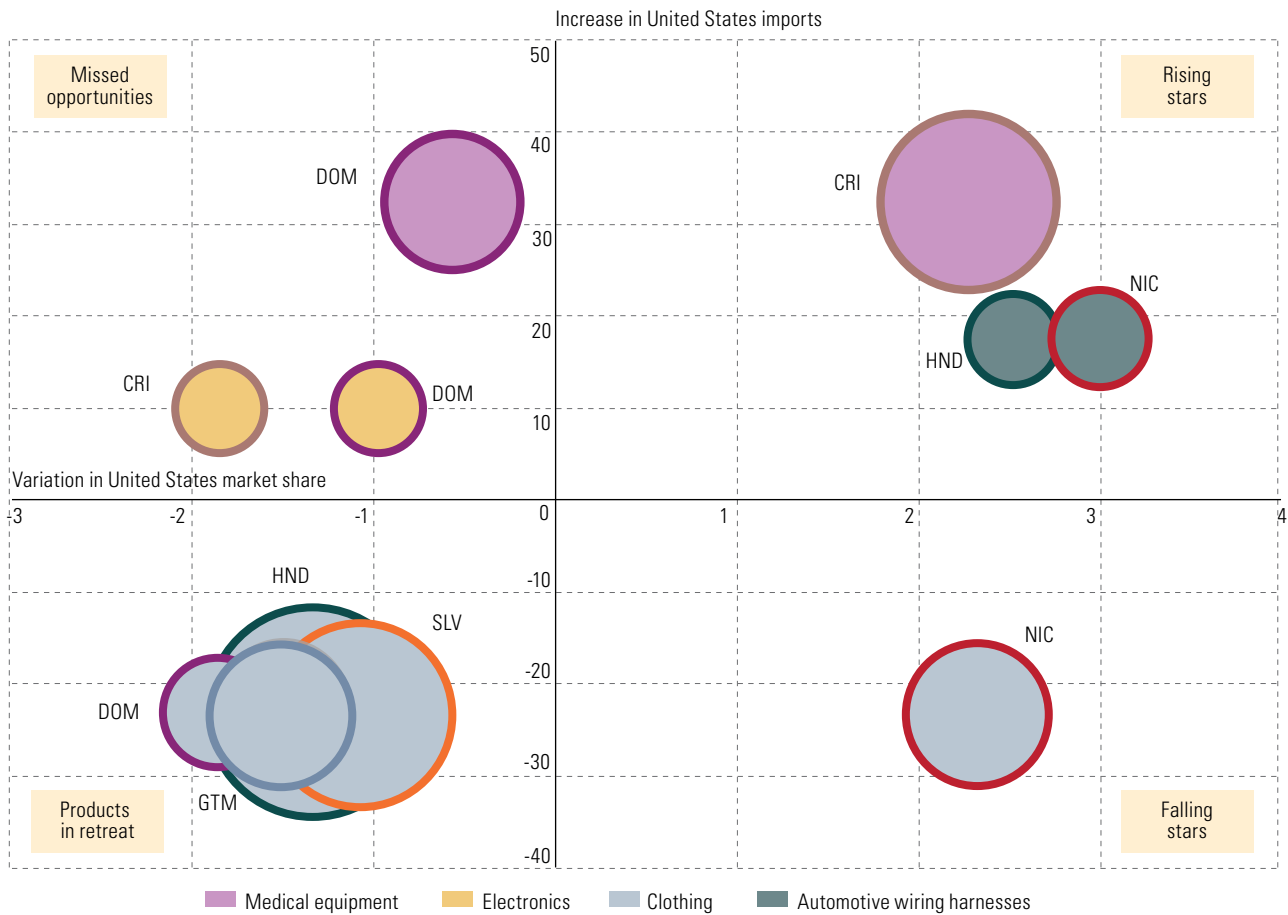 Increase in United States imports
50
Missed
opportunities
Rising
stars
40
DOM
CRI
30
NIC
20
HND
CRI
DOM
10
Variation in United States market share
-3
-2
-1
0
1
2
3
4
HND
-10
SLV
NIC
-20
DOM
-30
GTM
Products
in retreat
Falling
stars
-40
Medical equipment
Electronics
Clothing
Automotive wiring harnesses